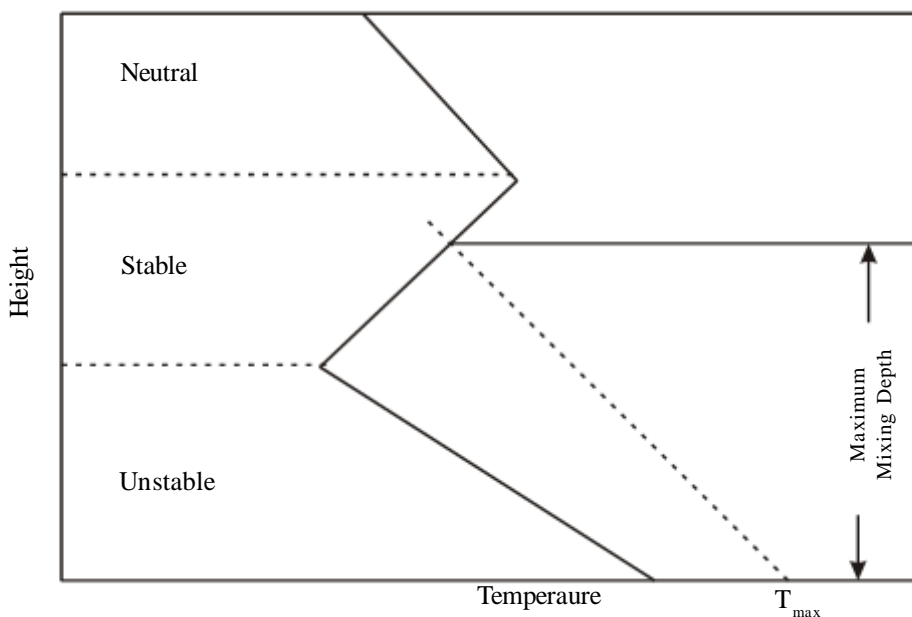 Neutral
Stable
Unstable
Height
Maximum
Mixing Depth
Temperaure
T max